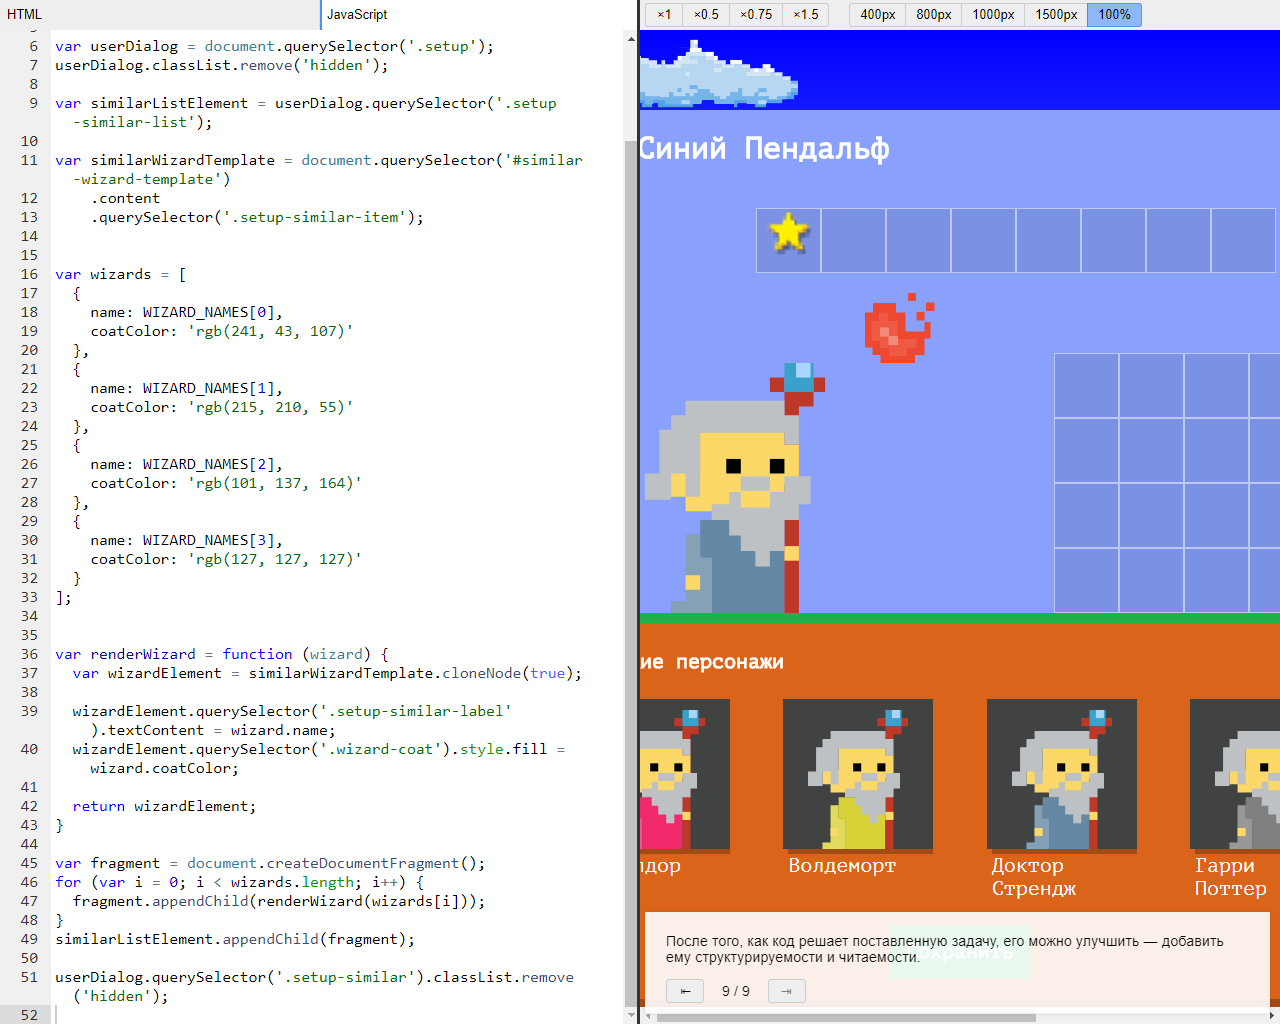 HTML
JavaScript
6 var userDialog = document.querySelector('.setup');
7 userDialog.classList.remove('hidden');
8
9 var similarListElement = userDialog.querySelector('.setup
-similar-list');
10
11 var similarWizardTemplate = document.querySelector('#similar
-wizard-template')
12 .content
13 .querySelector('.setup-similar-item');
14
15
16 var wizards = [
17 {
18 name: WIZARD_NAMES[0],
19 coatColor: 'rgb(241, 43, 107)'
20 },
21 {
22 name: WIZARD_NAMES[1],
23 coatColor: 'rgb(215, 210, 55)'
24 },
25 {
26 name: WIZARD_NAMES[2],
27 coatColor: 'rgb(101, 137, 164)'
28 },
29 {
30 name: WIZARD_NAMES[3],
31 coatColor: 'rgb(127, 127, 127)'
32 }
33 ];
34
35
36 var renderWizard = function (wizard) {
37 var wizardElement = similarWizardTemplate.cloneNode(true);
38
39 wizardElement.querySelector('.setup-similar-label'
).textContent = wizard.name;
40 wizardElement.querySelector('.wizard-coat').style.fill =
wizard.coatColor;
41
42 return wizardElement;
43 }
44
45 var fragment = document.createDocumentFragment();
46 for (var i = 0; i < wizards.length; i++) {
47 fragment.appendChild(renderWizard(wizards[i]));
48 }
49 similarListElement.appendChild(fragment);
50
51 userDialog.querySelector('.setup-similar').classList.remove
('hidden');
52
×1 ×0.5 ×0.75 ×1.5 400px 800px 1000px 1500px 100%
Синий Пендальф
ие персонажи
дор
Волдеморт
Доктор
Стрендж
Гарри
Поттер
После того, как код решает поставленную задачу, его можно улучшить — добавить
ему структурируемости и читаемости.
⇤ 9 / 9 ⇥